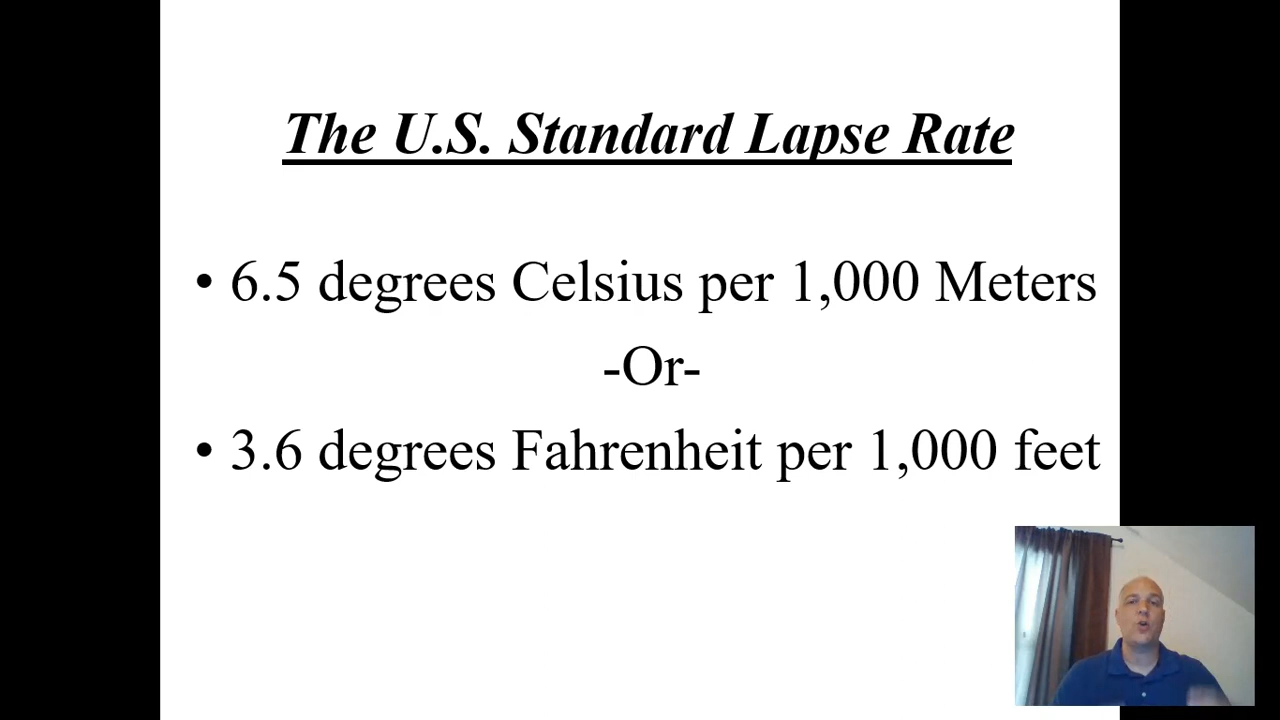 The U.S. Standard Lapse Rate
• 6.5 degrees Celsius per 1,000 Meters
-Or-
• 3.6 degrees Fahrenheit per 1,000 feet